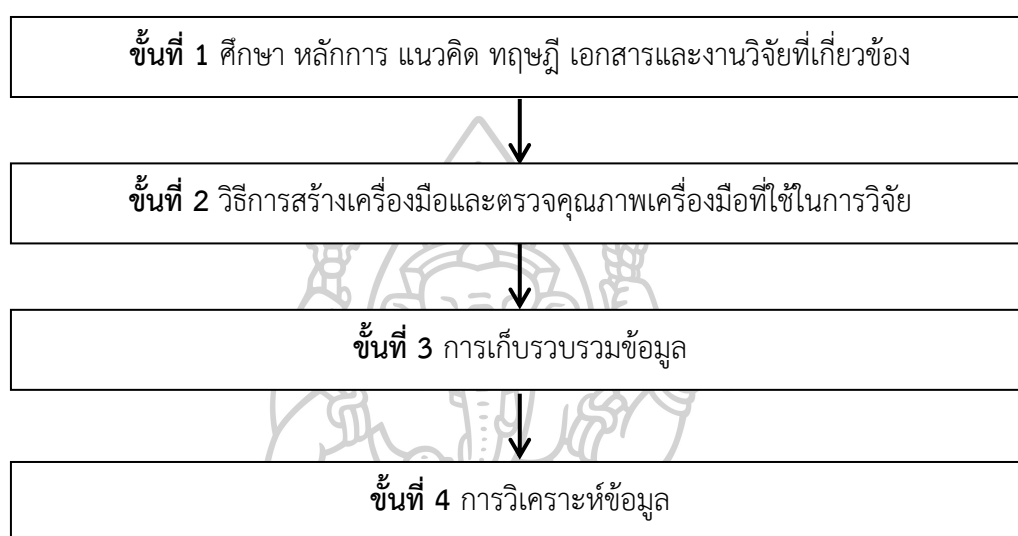 ขั้นที่ 1 ศึกษา หลักการ แนวคิด ทฤษฎี เอกสารและงานวิจัยที่เกี่ยวข้อง
ขั้นที่ 2 วิธีการสร้างเครื่องมือและตรวจคุณภาพเครื่องมือที่ใช้ในการวิจัย
ขั้นที่ 3 การเก็บรวบรวมข้อมูล
ขั้นที่ 4 การวิเคราะห์ข้อมูล